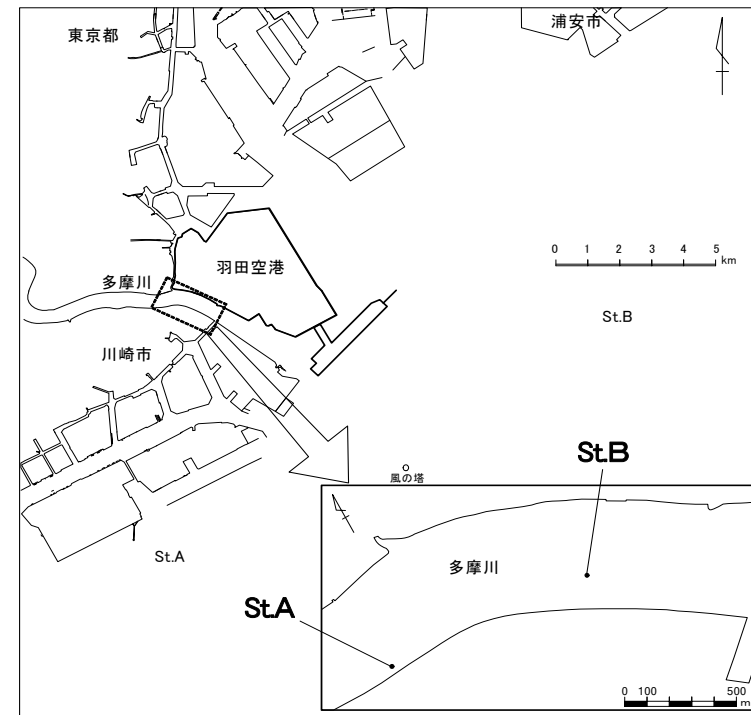 東京都
浦安市
羽田空港
多摩川
0 1 2 3 4 5
km
St.B
川崎市
風の塔
St.A
St.B
多摩川
St.A
0 100 500
m